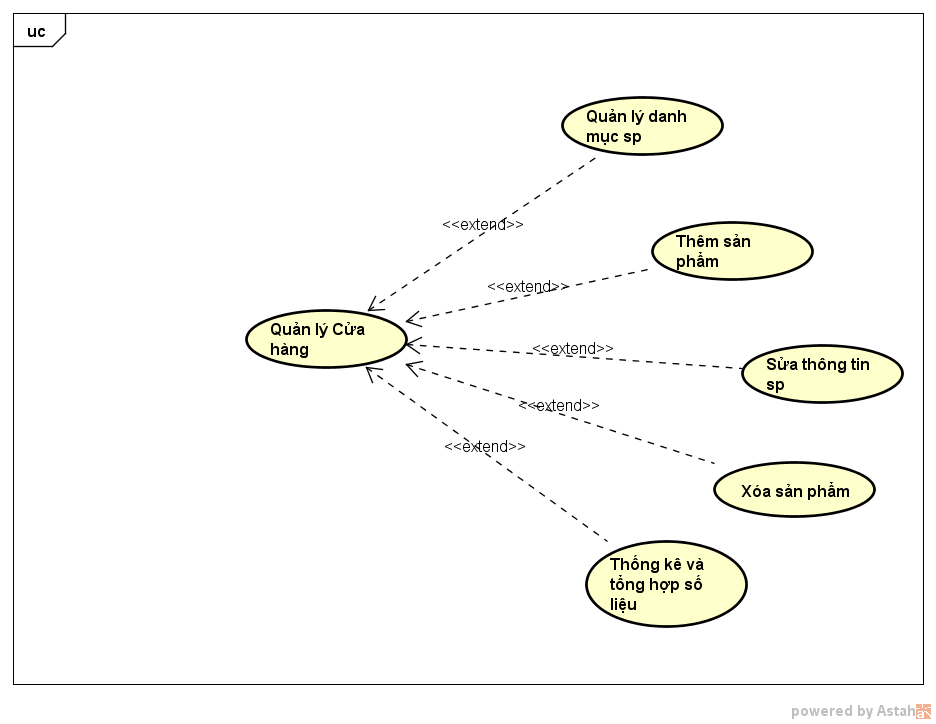 uc
Quản lý danh
mục sp
<<extend>>
Thêm sản
phẩm
<<extend>>
Quản lý Cửa
hàng
<<extend>>
Sửa thông tin
sp
<<extend>>
<<extend>>
Xóa sản phẩm
Thống kê và
tổng hợp số
liệu
powered by Astah